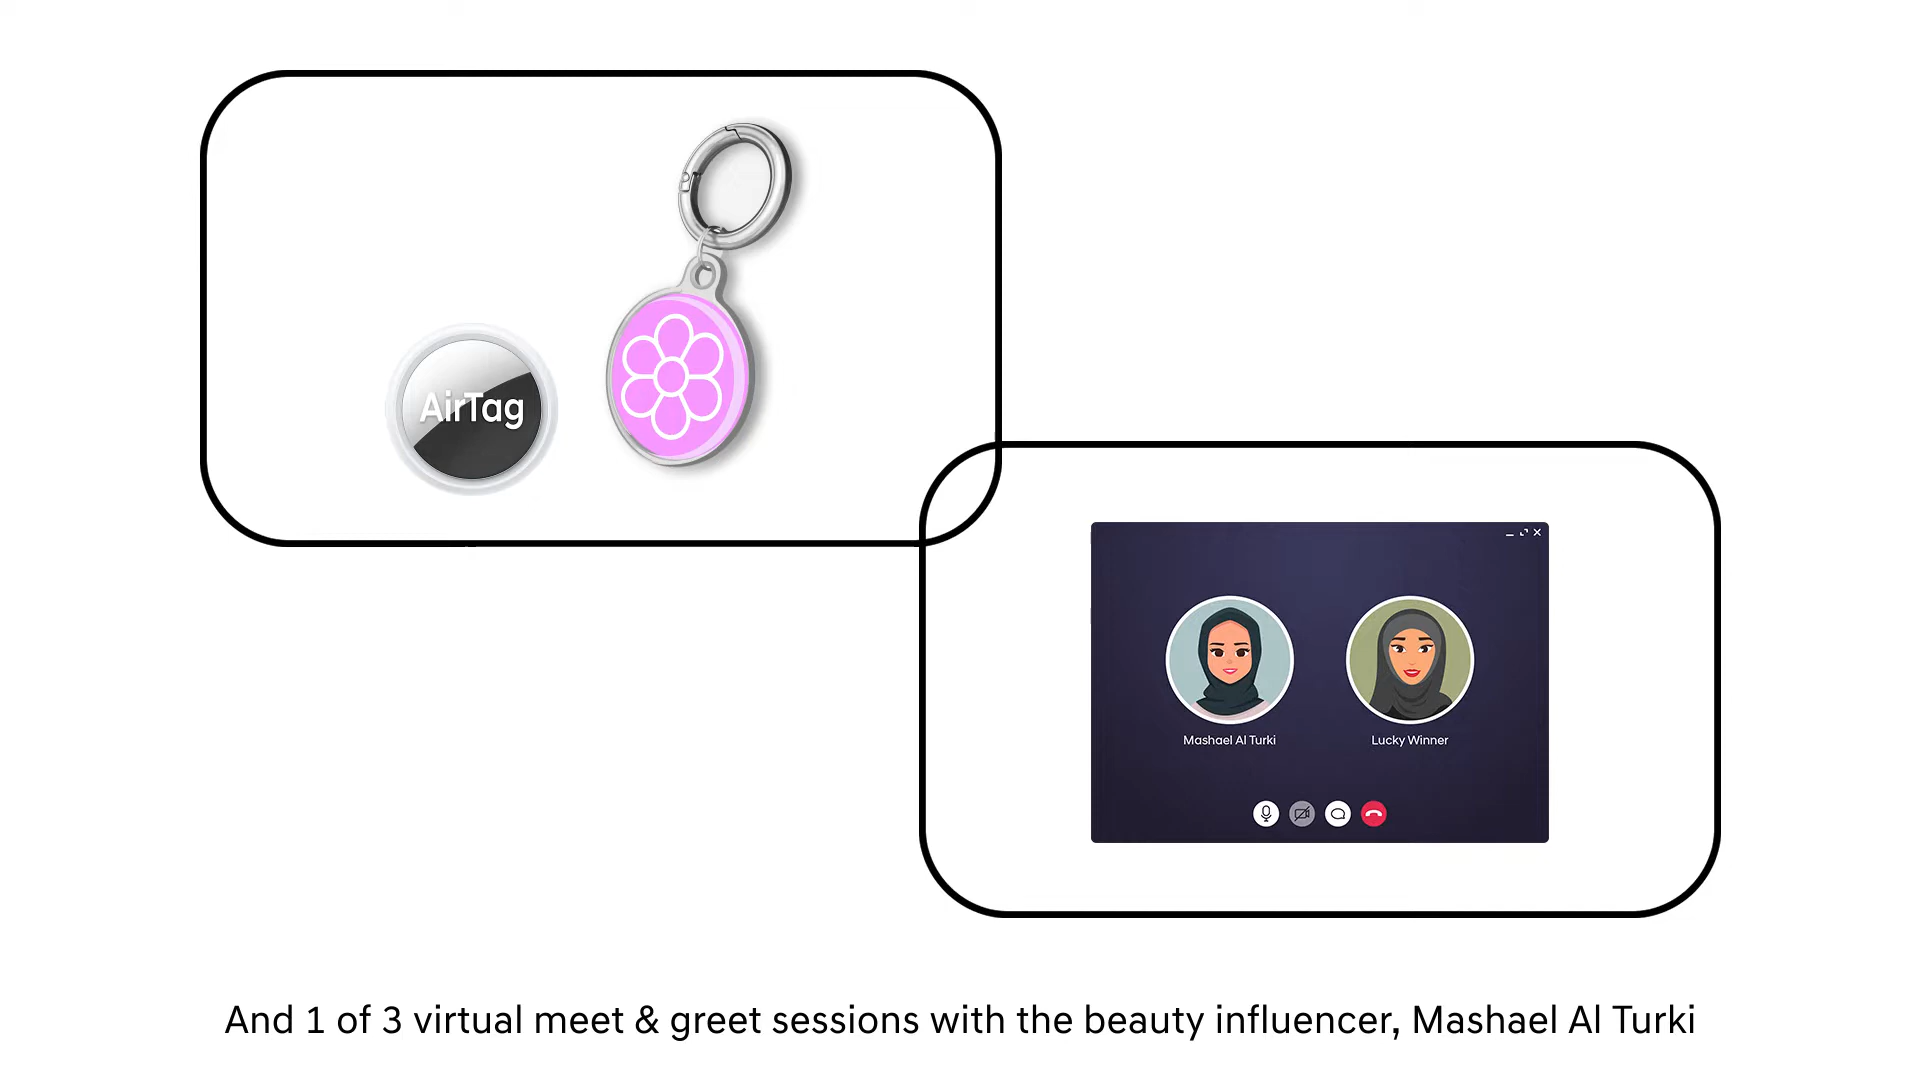 AirTag
Mashael Al Turki
Lucky Winner
And 1 of 3 virtual meet & greet sessions with the beauty influencer, Mashael Al Turki